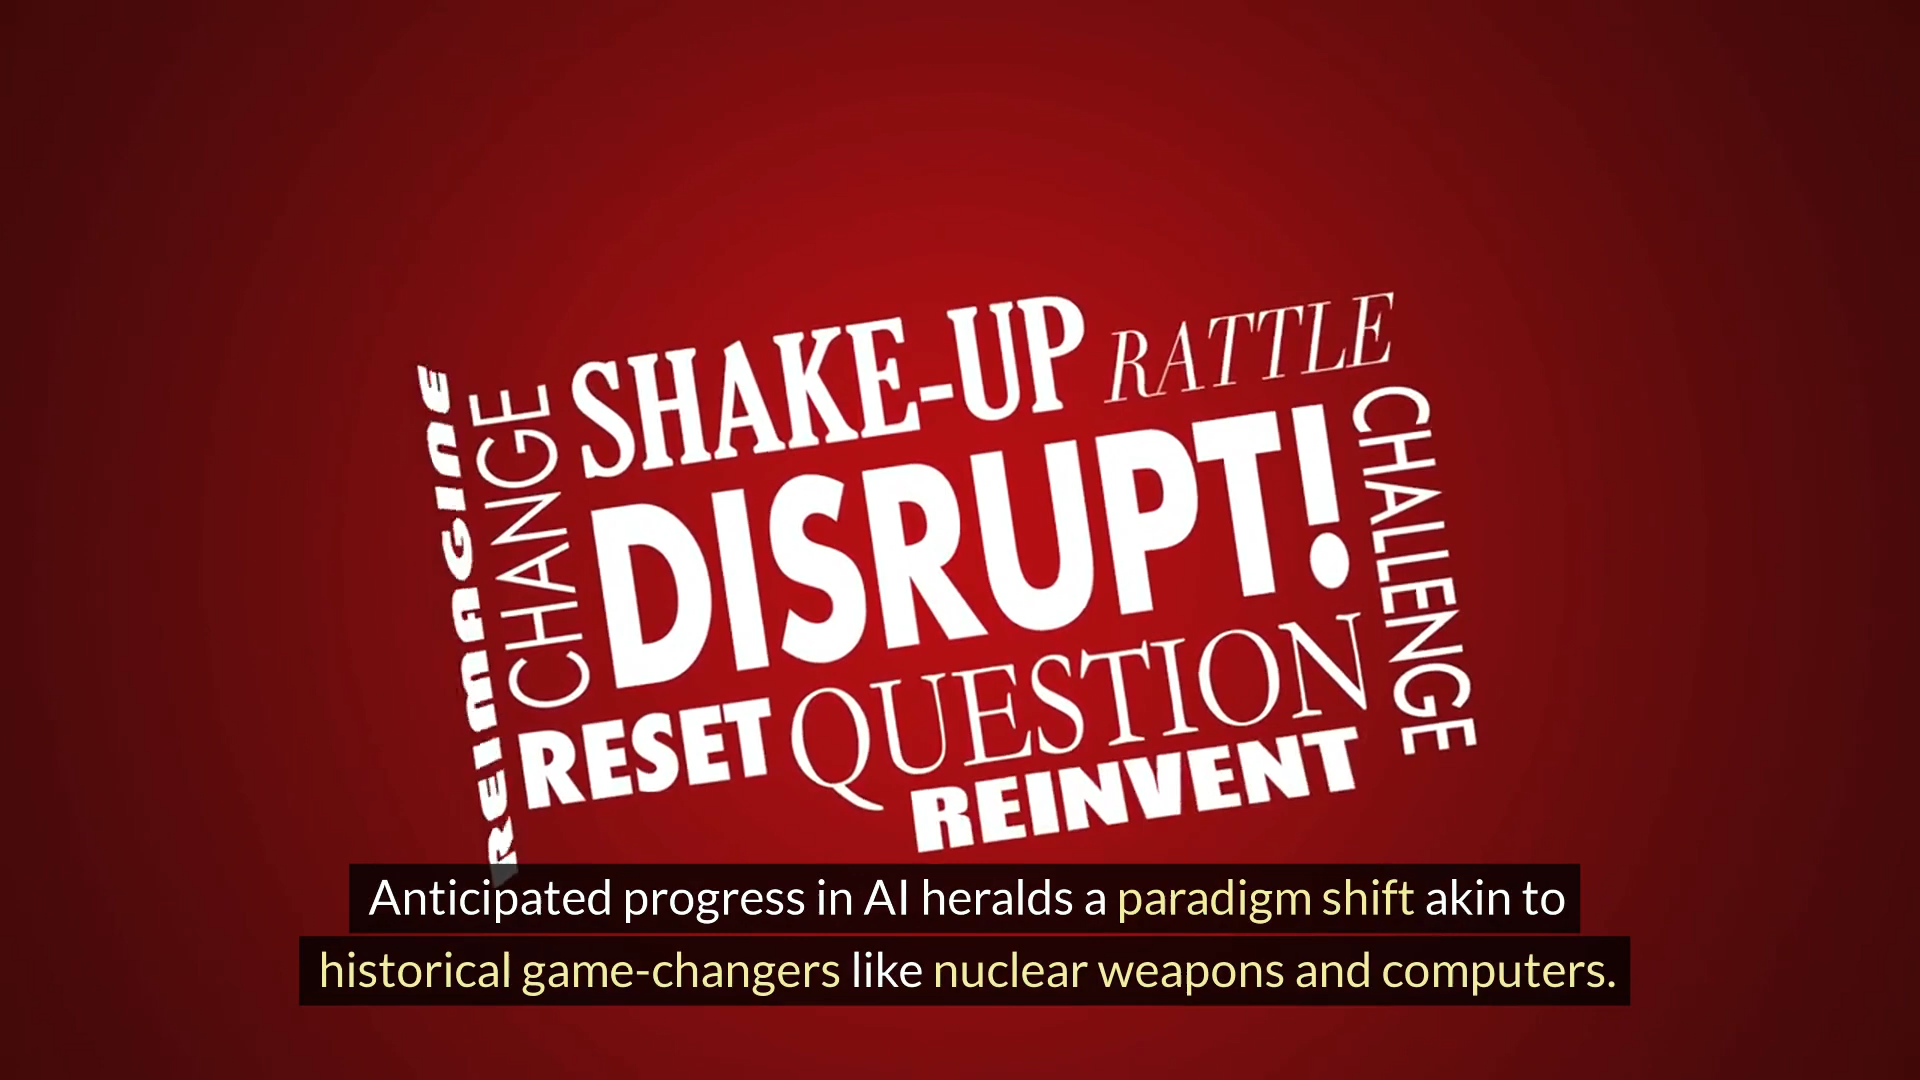 SHAKE-UP
RATTLE
REIMAGINE
CHANGE
DISRUPT!
CHALLENGE
RESET
QUESTION
REINVENT
Anticipated progress in AI heralds a paradigm shift akin to
historical game-changers like nuclear weapons and computers.